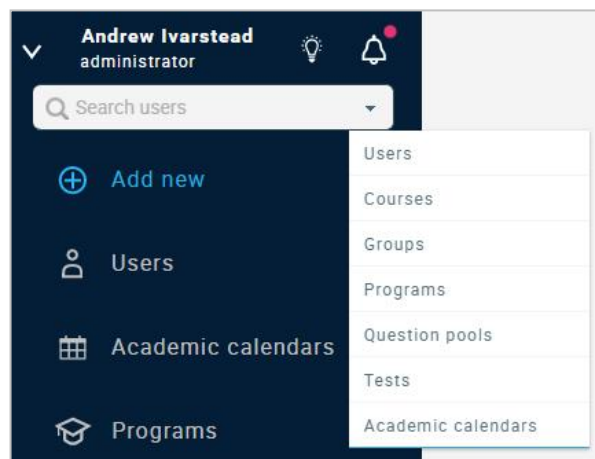 Andrew Ivarstead
administrator
Search users
Add new
Users
Academic calendars
Programs
Users
Courses
Groups
Programs
Question pools
Tests
Academic calendars